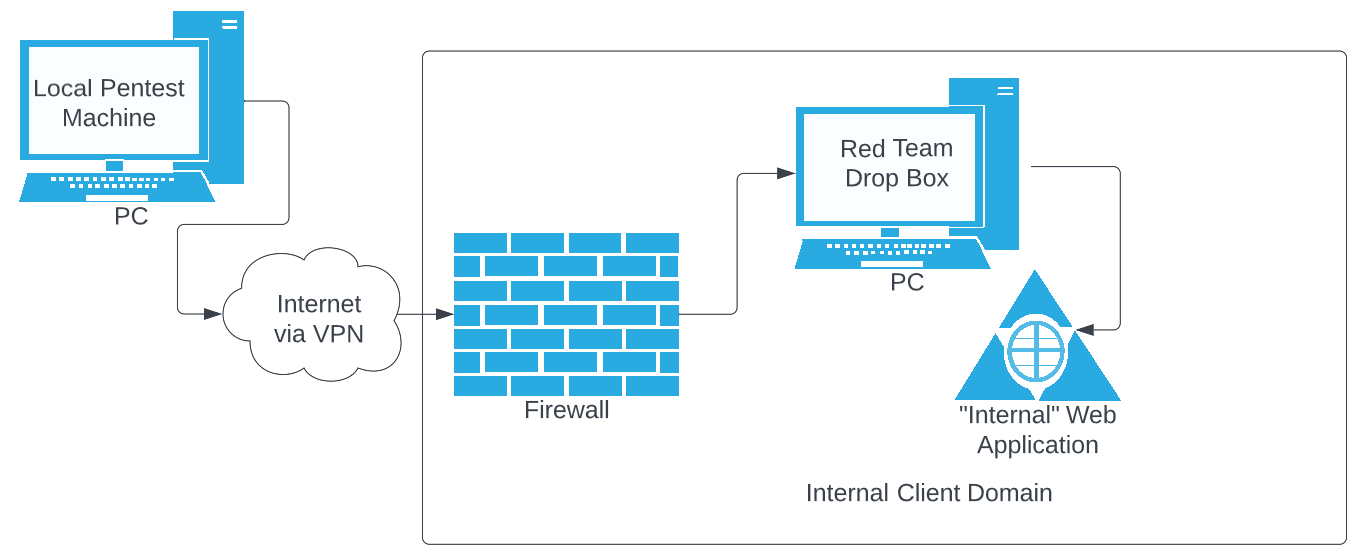 Local Pentest
Machine
PC
Internet
via VPN
Firewall
Red Team
Drop Box
PC
"Internal" Web
Application
Internal Client Domain